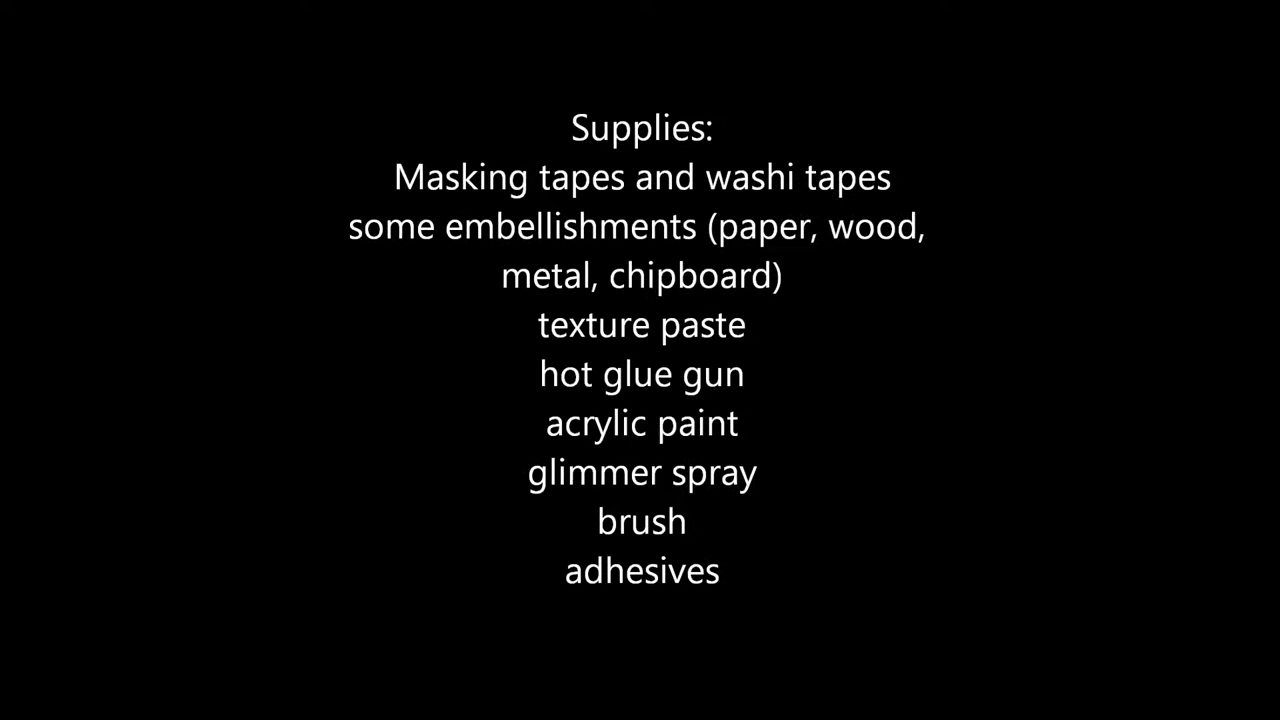 Supplies:
Masking tapes and washi tapes
some embellishments (paper, wood,
metal, chipboard)
texture paste
hot glue gun
acrylic paint
glimmer spray
brush
adhesives